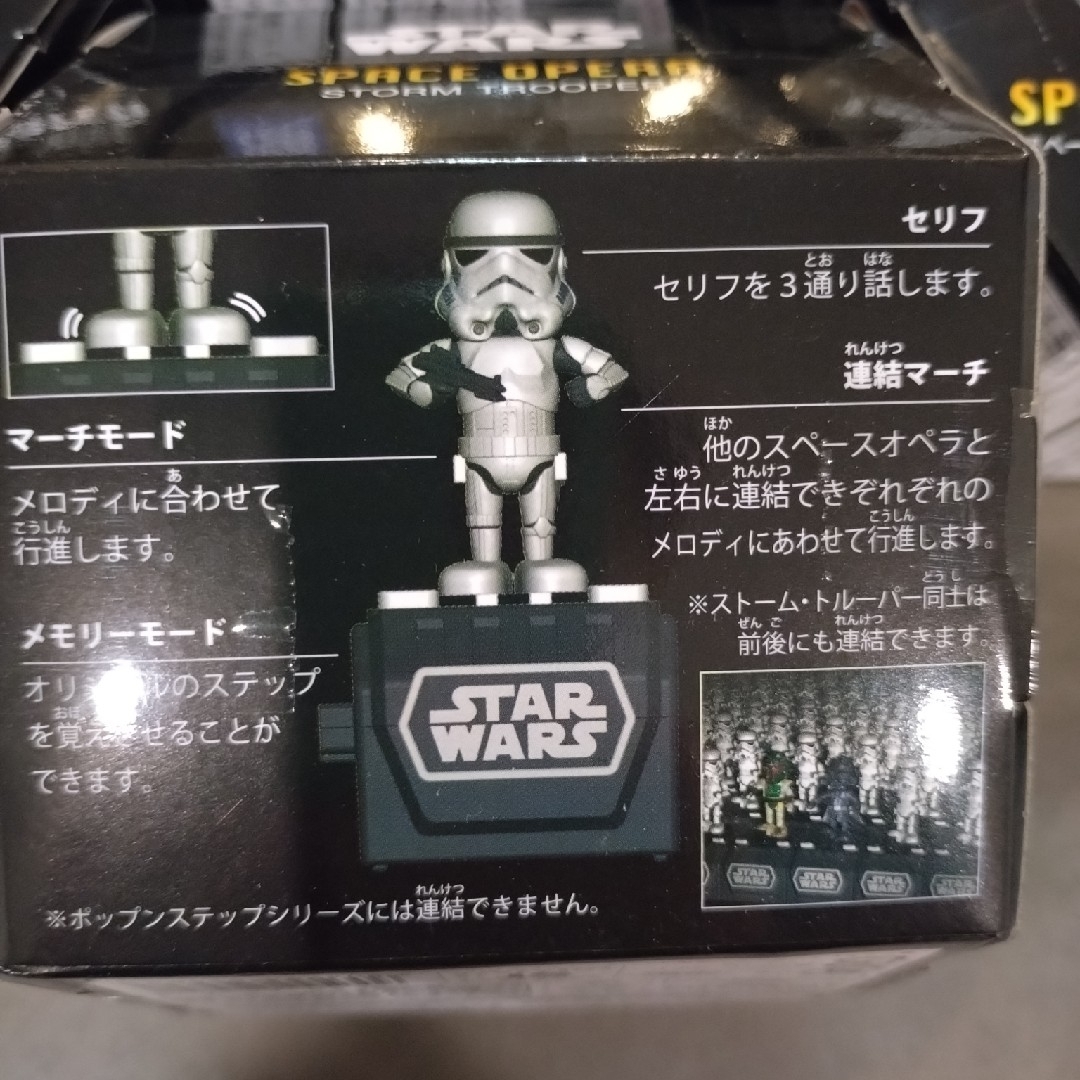 STAR
WARS
SPACE OPERA
STORM TROOPER
SP
セリフ
セリフを3通り話します。
とお はな
連結マーチ
れんけつ
他のスペースオペラと
ほか
左右に連結できぞれぞれの
さゆう れんけつ
メロディにあわせて行進します。
こうしん
※ストーム・トルーパー同士は
どうし
前後にも連結できます。
ぜんご れんけつ
マーチモード
メロディに合わせて
あ
行進します。
こうしん
メモリーモード
オリ ルのステップ
を覚え せることが
おぼ
できます。
STAR
WARS
STAR
WARS
STAR
WARS
STAR
WARS
STAR
WARS
※ポップンステップシリーズには連結できません。
れんけつ